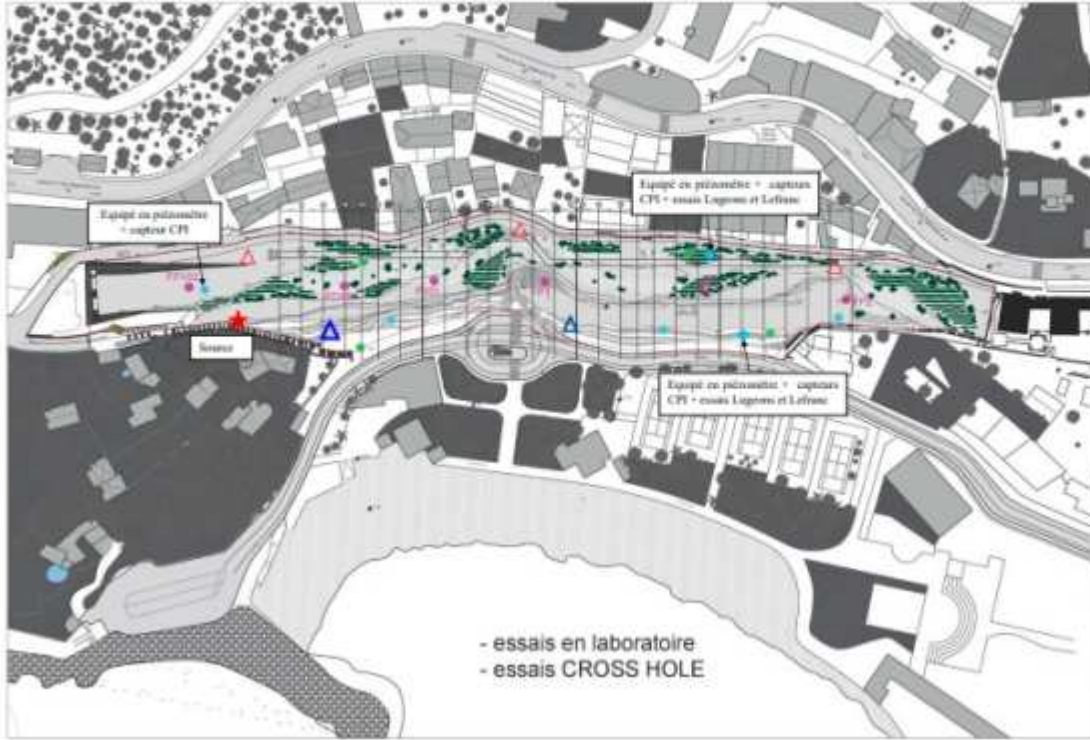 Equipé en piézomètre + capteurs
CPI + essais Lugeons et Lefranc
Equipé en piézomètre
+ capteur CPI
Source
Equipé en piézomètre + capteurs
CPI + essais Lugeons et Lefranc
- essais en laboratoire
- essais CROSS HOLE